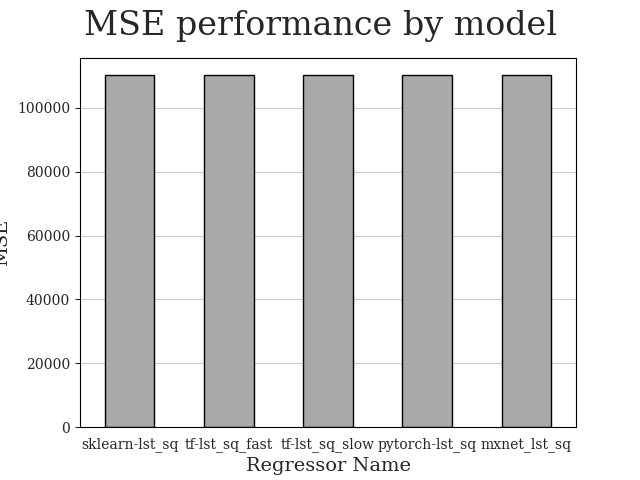 MSE performance by model
MSE
100000
80000
60000
40000
20000
0
sklearn-lst_sq tf-lst_sq_fast tf-lst_sq_slow pytorch-lst_sq mxnet_lst_sq
Regressor Name